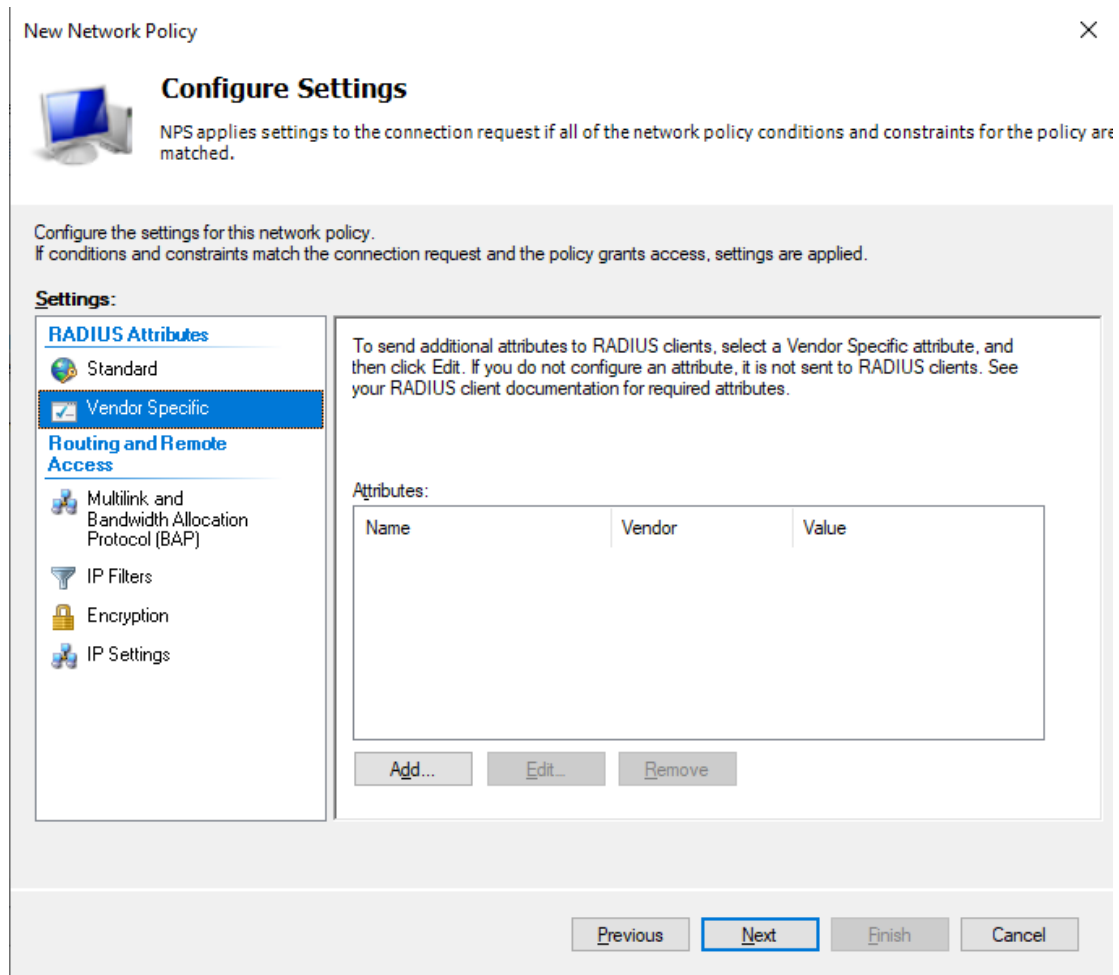 New Network Policy
Configure Settings
NPS applies settings to the connection request if all of the network policy conditions and constraints for the policy are
matched.
Configure the settings for this network policy.
If conditions and constraints match the connection request and the policy grants access, settings are applied.
Settings:
RADIUS Attributes
Standard
Vendor Specific
Routing and Remote
Access
Multilink and
Bandwidth Allocation
Protocol (BAP)
IP Filters
Encryption
IP Settings
To send additional attributes to RADIUS clients, select a Vendor Specific attribute, and
then click Edit. If you do not configure an attribute, it is not sent to RADIUS clients. See
your RADIUS client documentation for required attributes.
Attributes:
Name Vendor Value
Add... Edit... Remove
Previous Next Finish Cancel